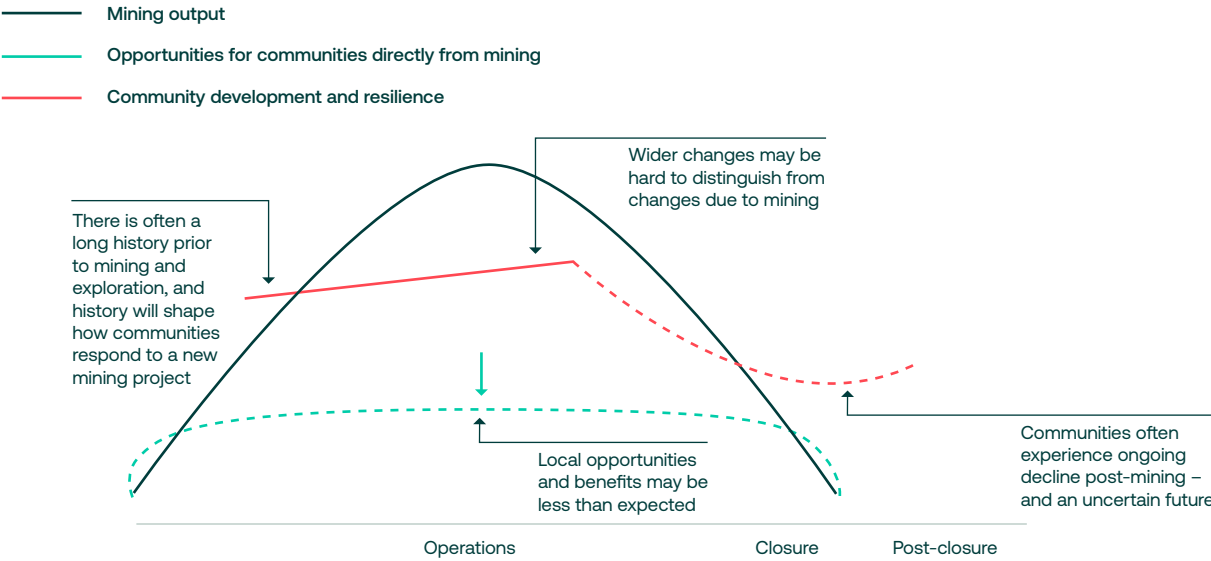 Mining output
Opportunities for communities directly from mining
Community development and resilience
Wider changes may be
hard to distinguish from
changes due to mining
There is often a
long history prior
to mining and
exploration, and
history will shape
how communities
respond to a new
mining project
Local opportunities
and benefits may be
less than expected
Communities often
experience ongoing
decline post-mining –
and an uncertain future
Operations
Closure
Post-closure